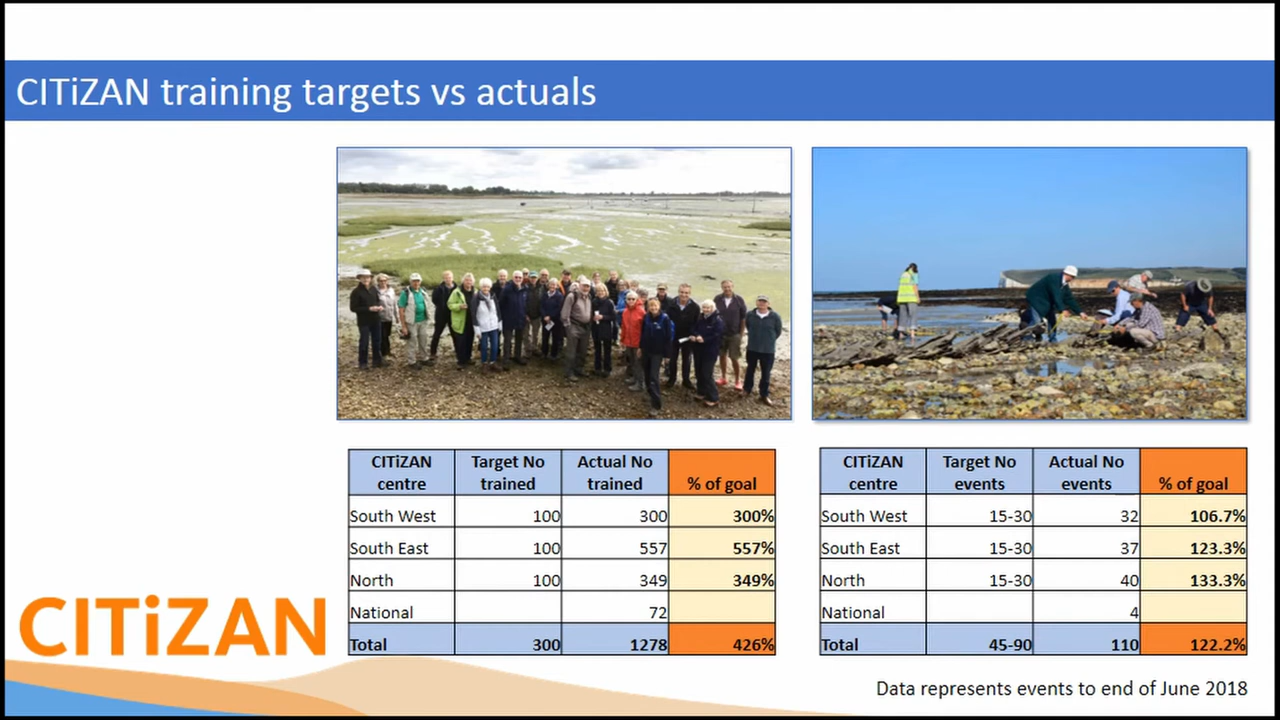 CITiZAN training targets vs actuals
CITiZAN centre Target No trained Actual No trained % of goal
South West 100 300 300%
South East 100 557 557%
North 100 349 349%
National 72
Total 300 1278 426%
CITiZAN centre Target No events Actual No events % of goal
South West 15-30 32 106.7%
South East 15-30 37 123.3%
North 15-30 40 133.3%
National 4
Total 45-90 110 122.2%
CITiZAN
Data represents events to end of June 2018